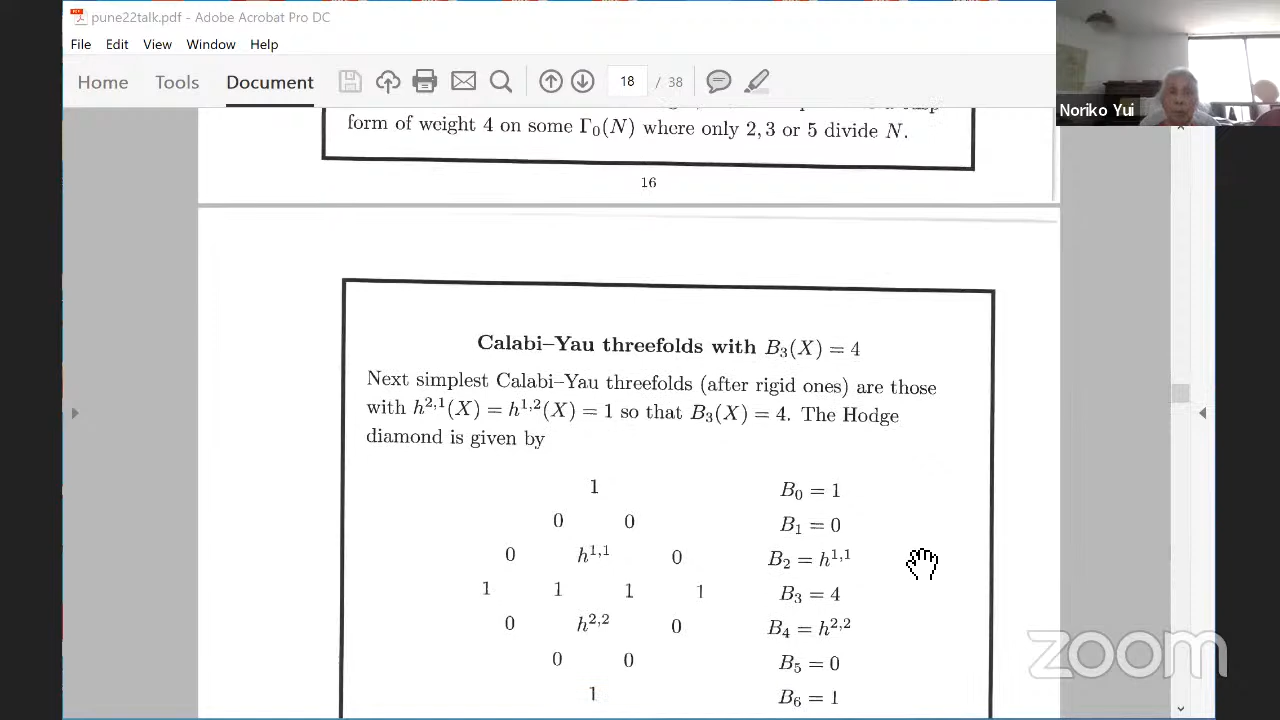 pune22talk.pdf - Adobe Acrobat Pro DC
File Edit View Window Help
Home Tools Document 18 / 38
Noriko Yui
form of weight 4 on some Γ₀(N) where only 2, 3 or 5 divide N.
16
Calabi–Yau threefolds with B₃(X) = 4
Next simplest Calabi–Yau threefolds (after rigid ones) are those
with h²,¹(X) = h¹,²(X) = 1 so that B₃(X) = 4. The Hodge
diamond is given by
1 B₀ = 1
0 0 B₁ = 0
0 h¹,¹ 0 B₂ = h¹,¹
1 1 1 1 B₃ = 4
0 h²,² 0 B₄ = h²,²
0 0 B₅ = 0
1 B₆ = 1
zoom